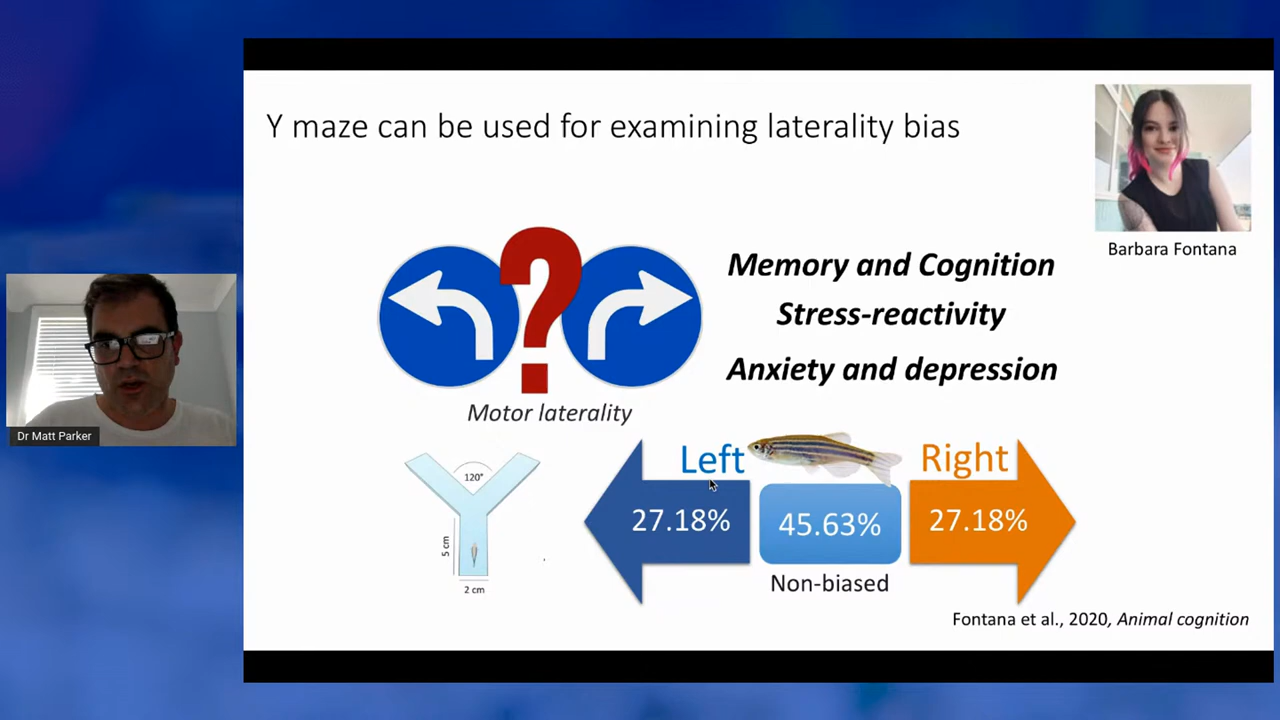 Y maze can be used for examining laterality bias
Barbara Fontana
?
Memory and Cognition
Stress-reactivity
Anxiety and depression
Motor laterality
Dr Matt Parker
120°
5 cm
2 cm
Left
Right
27.18%
45.63%
27.18%
Non-biased
Fontana et al., 2020, Animal cognition